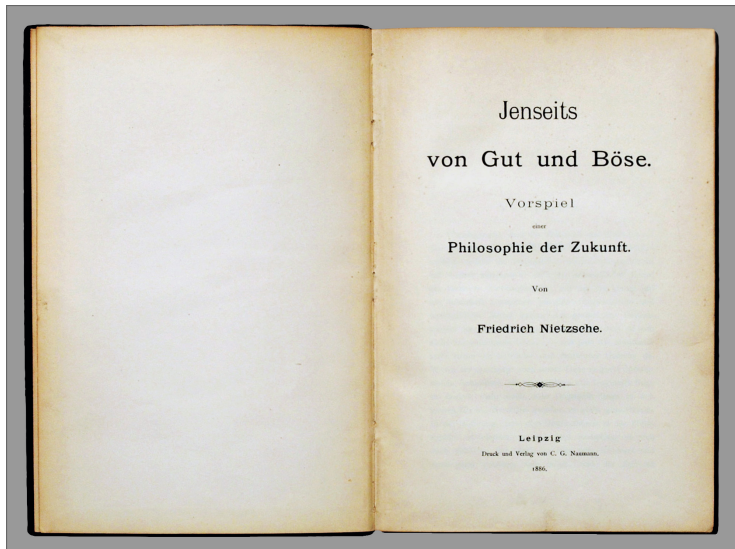 Jenseits
von Gut und Böse.
Vorspiel
einer
Philosophie der Zukunft.
Von
Friedrich Nietzsche.
Leipzig
Druck und Verlag von C. G. Naumann.
1886.